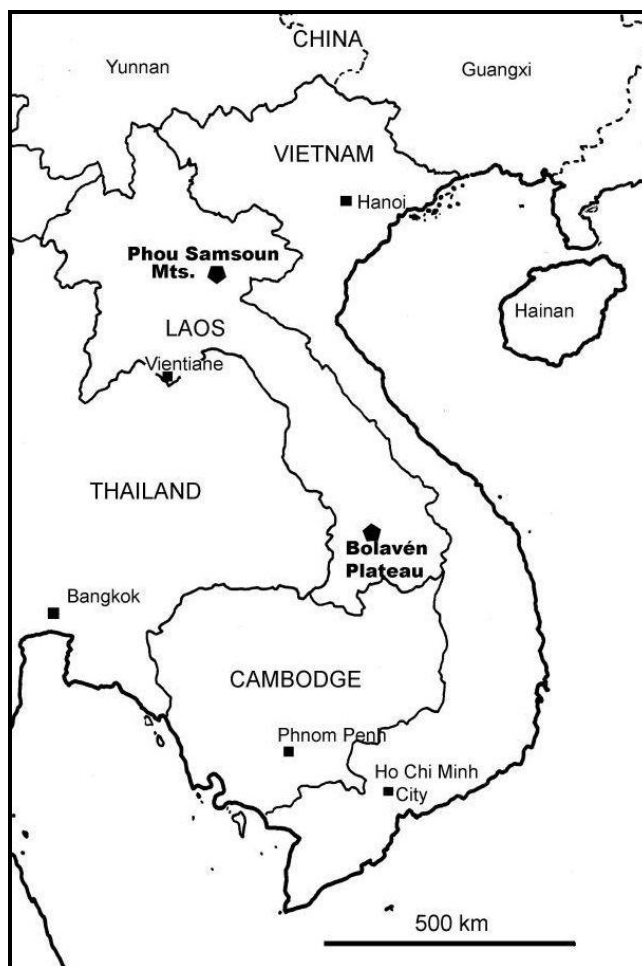 CHINA
Yunnan
Guangxi
VIETNAM
Hanoi
Phou Samsoun
Mts.
Hainan
LAOS
Vientiane
THAILAND
Bolavén
Plateau
Bangkok
CAMBODGE
Phnom Penh
Ho Chi Minh
City
500 km